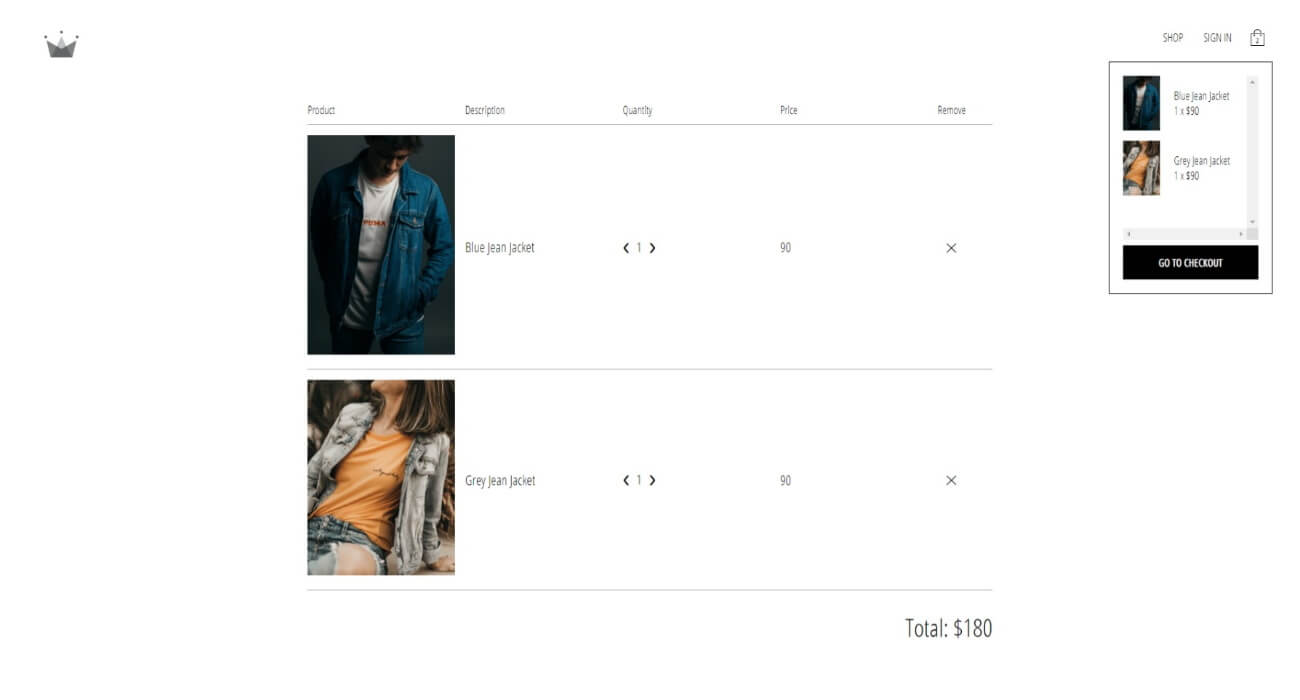 SHOP SIGN IN 2
Product Description Quantity Price Remove
Blue Jean Jacket 1 90
Grey Jean Jacket 1 90
Total: $180
Blue Jean Jacket
1 x $90
Grey Jean Jacket
1 x $90
GO TO CHECKOUT